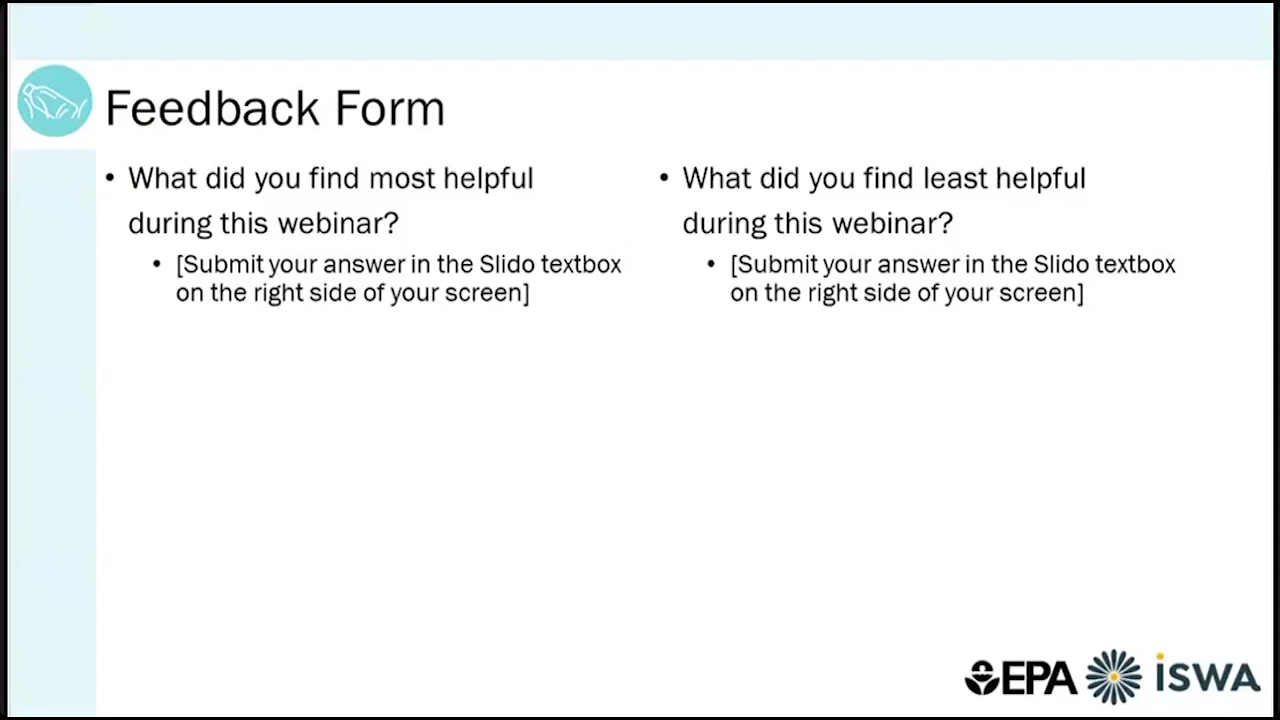 Feedback Form
• What did you find most helpful
during this webinar?
• [Submit your answer in the Slido textbox
on the right side of your screen]
• What did you find least helpful
during this webinar?
• [Submit your answer in the Slido textbox
on the right side of your screen]
EPA iSWA